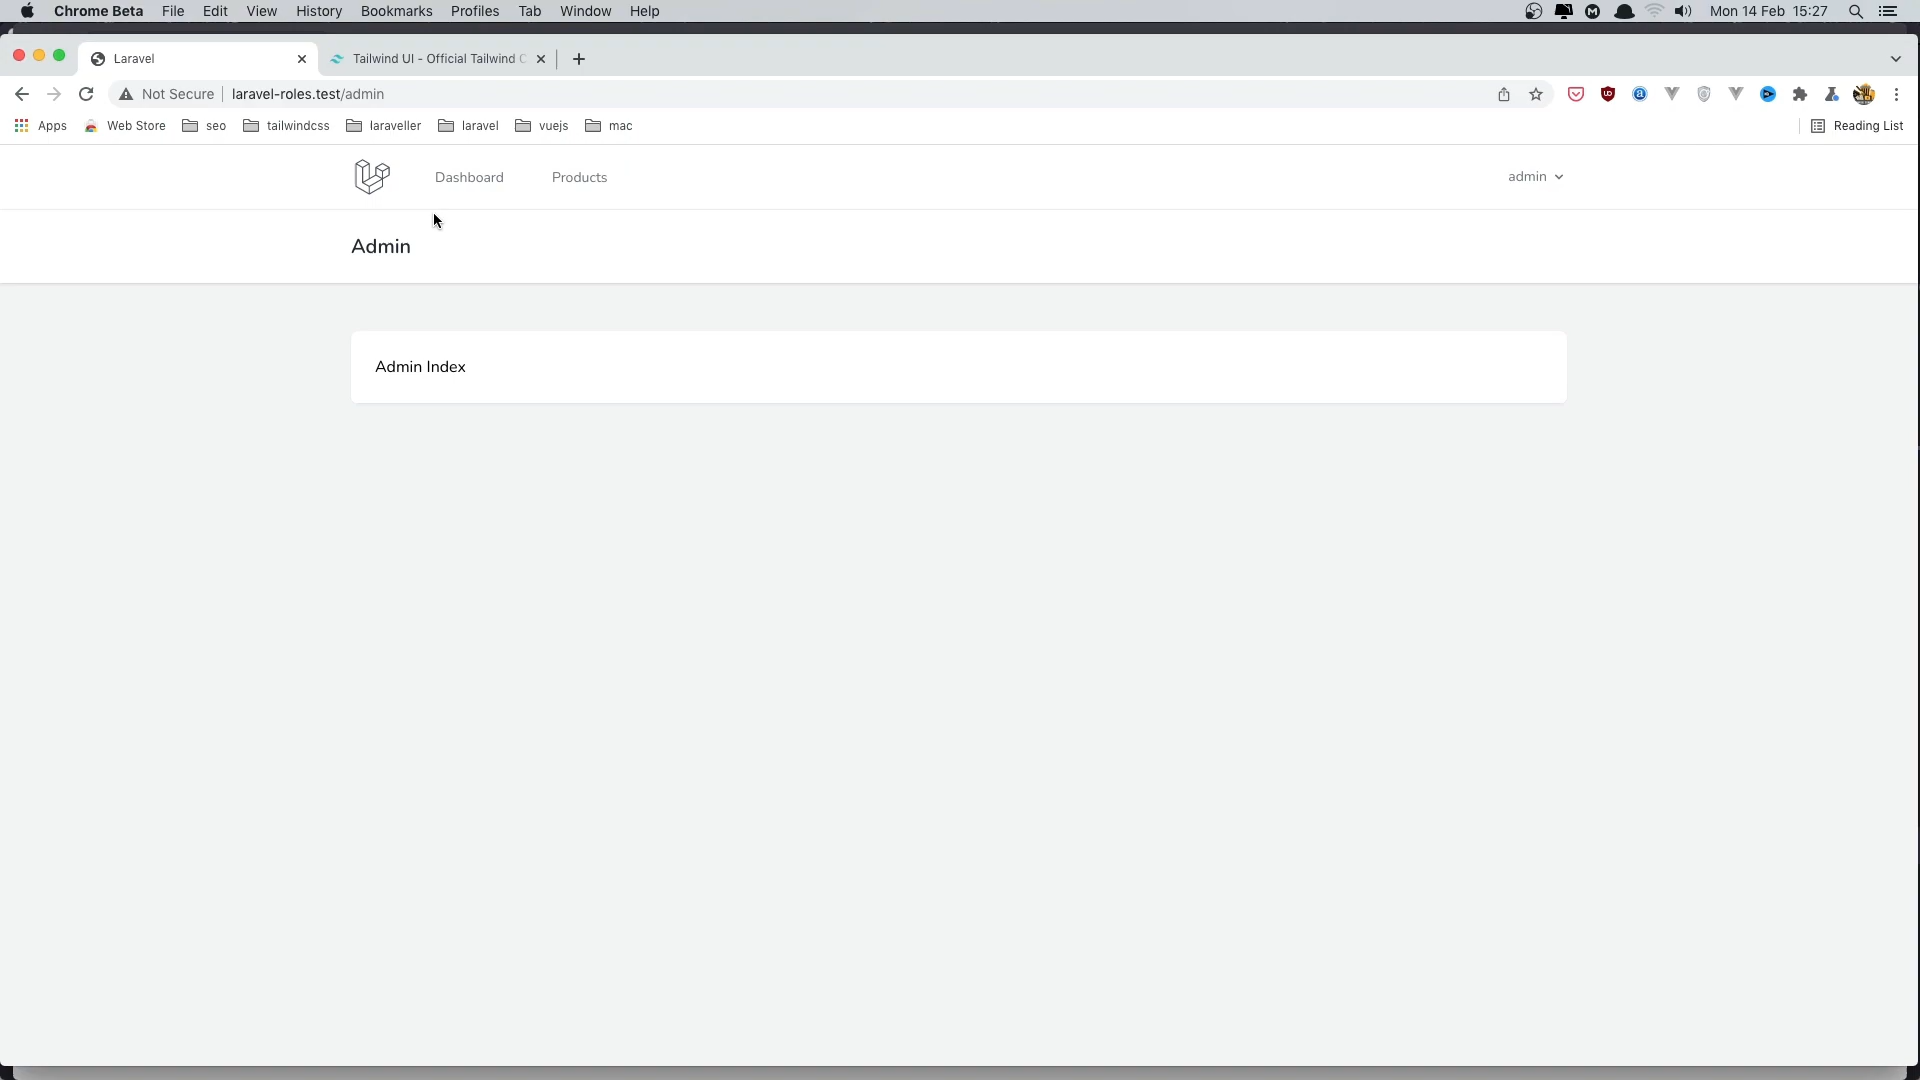 Chrome Beta File Edit View History Bookmarks Profiles Tab Window Help Mon 14 Feb 15:27
Laravel Tailwind UI - Official Tailwind C
Not Secure laravel-roles.test/admin
Apps Web Store seo tailwindcss laraveller laravel vuejs mac Reading List
Dashboard Products admin
Admin
Admin Index